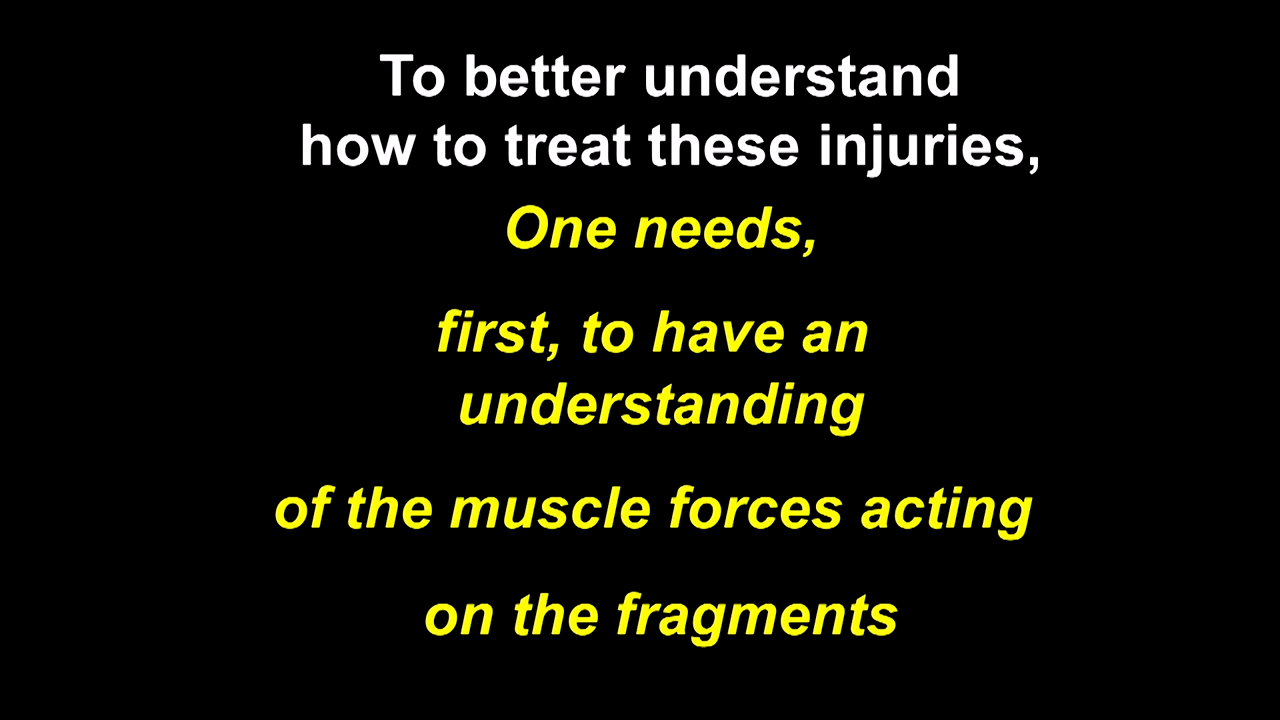 To better understand
how to treat these injuries,
One needs,
first, to have an
understanding
of the muscle forces acting
on the fragments